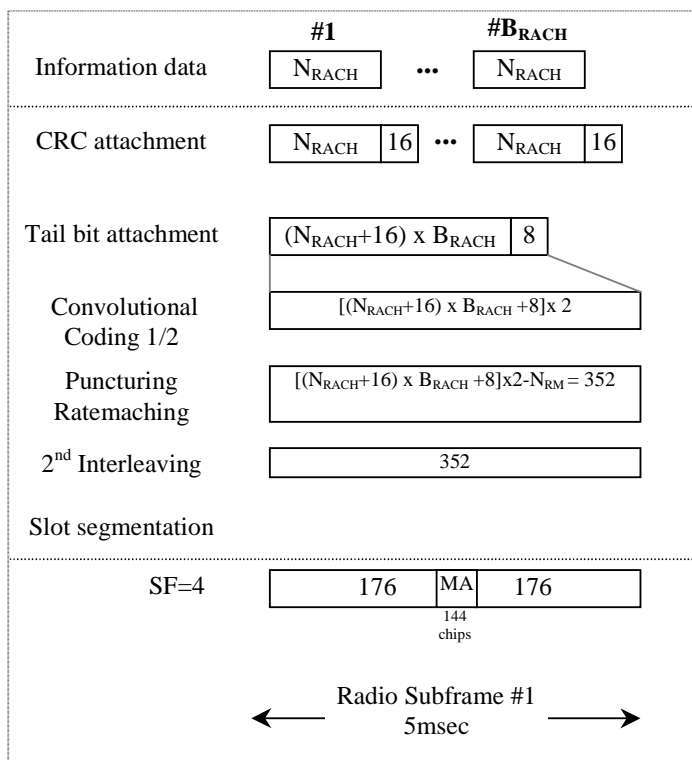 #1 #B_RACH
Information data N_RACH ••• N_RACH
CRC attachment N_RACH 16 ••• N_RACH 16
Tail bit attachment (N_RACH+16) x B_RACH 8
Convolutional
Coding 1/2
[(N_RACH+16) x B_RACH +8]x 2
Puncturing
Ratemaching
[(N_RACH+16) x B_RACH +8]x2-N_RM = 352
2nd Interleaving 352
Slot segmentation
SF=4 176 MA 176
144
chips
Radio Subframe #1
5msec